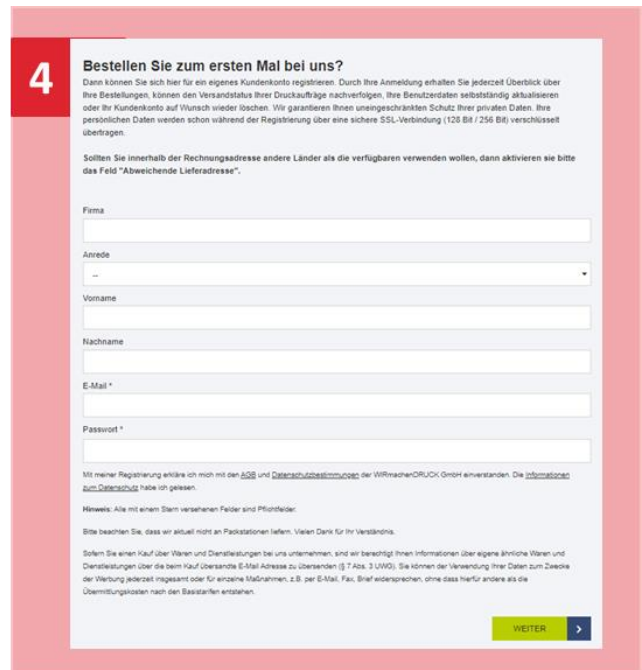 4
Bestellen Sie zum ersten Mal bei uns?
Dann können Sie sich hier für ein eigenes Kundenkonto registrieren. Durch Ihre Anmeldung erhalten Sie jederzeit Überblick über
Ihre Bestellungen, können den Versandstatus Ihrer Druckaufträge nachverfolgen, Ihre Benutzerdaten selbstständig aktualisieren
oder Ihr Kundenkonto auf Wunsch wieder löschen. Wir garantieren Ihnen uneingeschränkten Schutz Ihrer privaten Daten. Ihre
persönlichen Daten werden schon während der Registrierung über eine sichere SSL-Verbindung (128 Bit / 256 Bit) verschlüsselt
übertragen.
Sollten Sie innerhalb der Rechnungsadresse andere Länder als die verfügbaren verwenden wollen, dann aktivieren sie bitte
das Feld "Abweichende Lieferadresse".
Firma
Anrede
--
Vorname
Nachname
E-Mail *
Passwort *
Mit meiner Registrierung erkläre ich mich mit den AGB und Datenschutzbestimmungen der WIRmachenDRUCK GmbH einverstanden. Die Informationen
zum Datenschutz habe ich gelesen.
Hinweis: Alle mit einem Stern versehenen Felder sind Pflichtfelder.
Bitte beachten Sie, dass wir aktuell nicht an Packstationen liefern. Vielen Dank für Ihr Verständnis.
Sofern Sie einen Kauf über Waren und Dienstleistungen bei uns unternehmen, sind wir berechtigt Ihnen Informationen über eigene ähnliche Waren und
Dienstleistungen über die beim Kauf übersandte E-Mail Adresse zu übersenden (§ 7 Abs. 3 UWG). Sie können der Verwendung Ihrer Daten zum Zwecke
der Werbung jederzeit insgesamt oder für einzelne Maßnahmen, z.B. per E-Mail, Fax, Brief widersprechen, ohne dass hierfür andere als die
Übermittlungskosten nach den Basistarifen entstehen.
WEITER